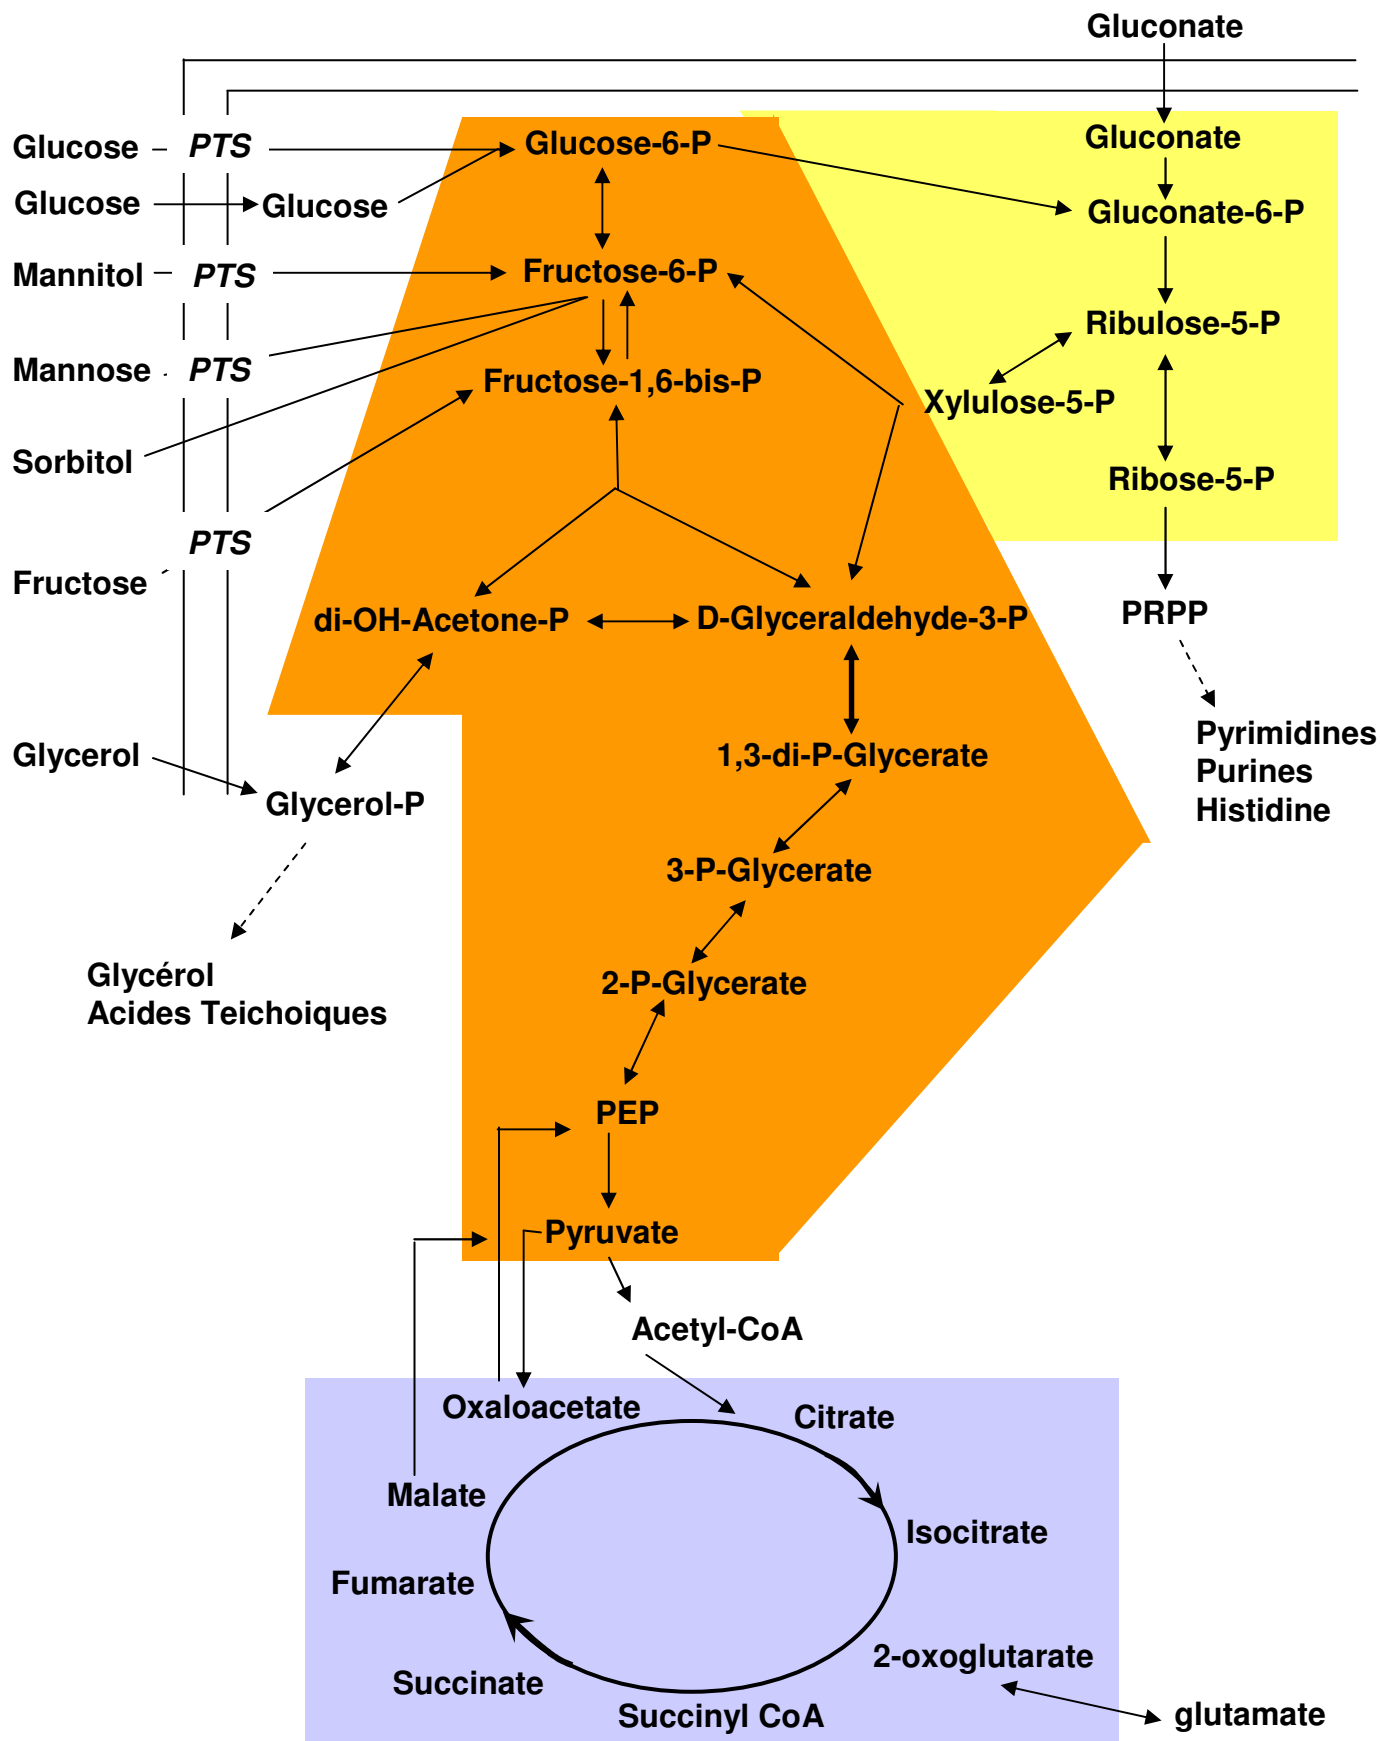 Gluconate
Glucose
PTS
Glucose-6-P
Gluconate
Glucose
Glucose
Gluconate-6-P
Mannitol
PTS
Fructose-6-P
Ribulose-5-P
Mannose
PTS
Fructose-1,6-bis-P
Xylulose-5-P
Sorbitol
Ribose-5-P
PTS
Fructose
di-OH-Acetone-P
D-Glyceraldehyde-3-P
PRPP
Glycerol
1,3-di-P-Glycerate
Pyrimidines
Purines
Histidine
Glycerol-P
3-P-Glycerate
Glycérol
Acides Teichoiques
2-P-Glycerate
PEP
Pyruvate
Acetyl-CoA
Oxaloacetate
Citrate
Malate
Isocitrate
Fumarate
2-oxoglutarate
Succinate
Succinyl CoA
glutamate